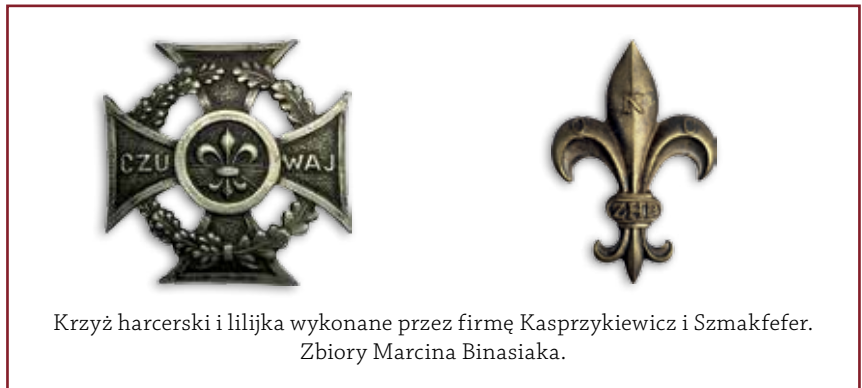 CZU WAJ
O N C
ZHP
Krzyż harcerski i lilijka wykonane przez firmę Kasprzykiewicz i Szmakfefer.
Zbiory Marcina Binasiaka.